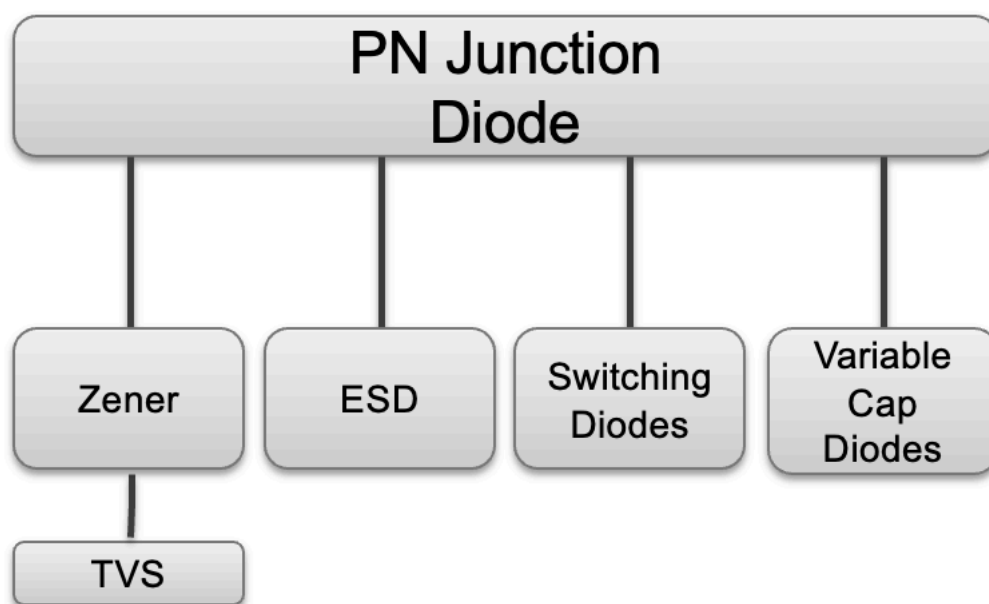 PN Junction
Diode
Zener
ESD
Switching
Diodes
Variable
Cap
Diodes
TVS